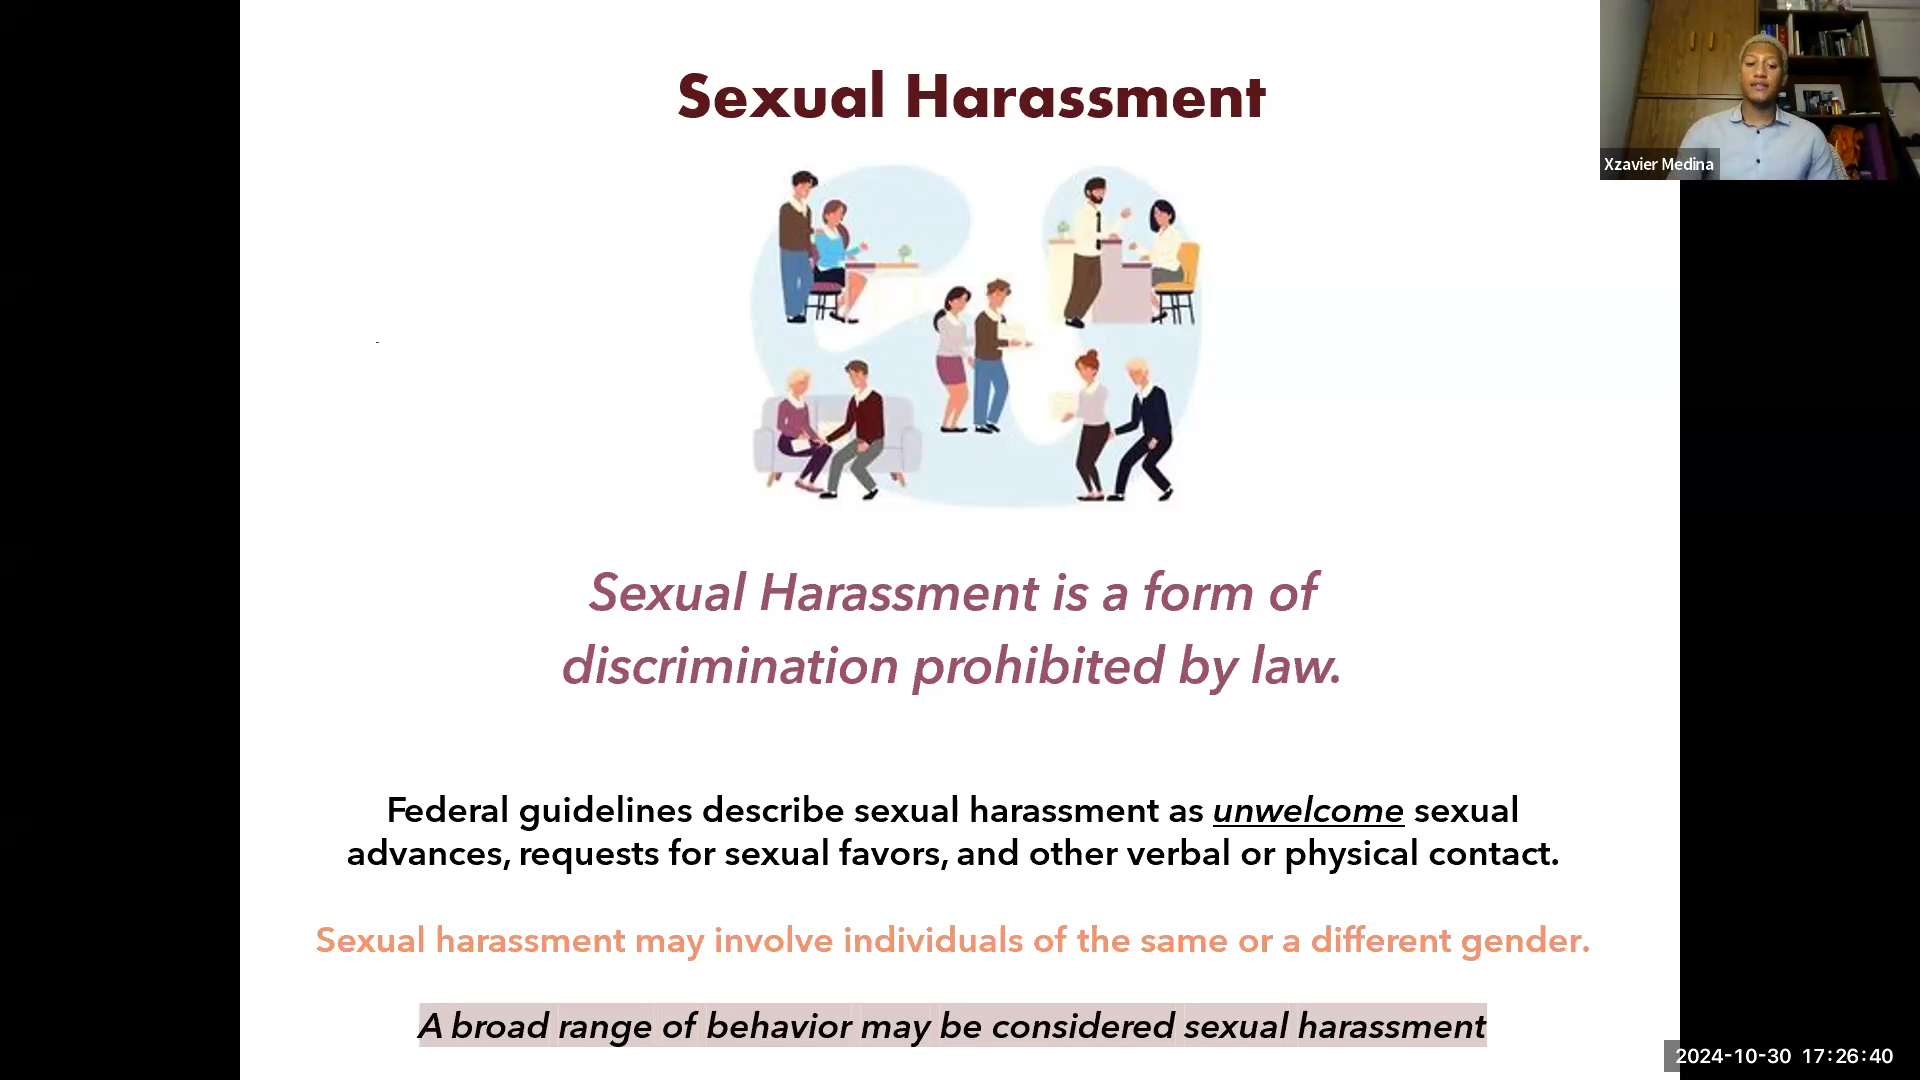 Sexual Harassment
Xzavier Medina
Sexual Harassment is a form of
discrimination prohibited by law.
Federal guidelines describe sexual harassment as unwelcome sexual
advances, requests for sexual favors, and other verbal or physical contact.
Sexual harassment may involve individuals of the same or a different gender.
A broad range of behavior may be considered sexual harassment
2024-10-30 17:26:40